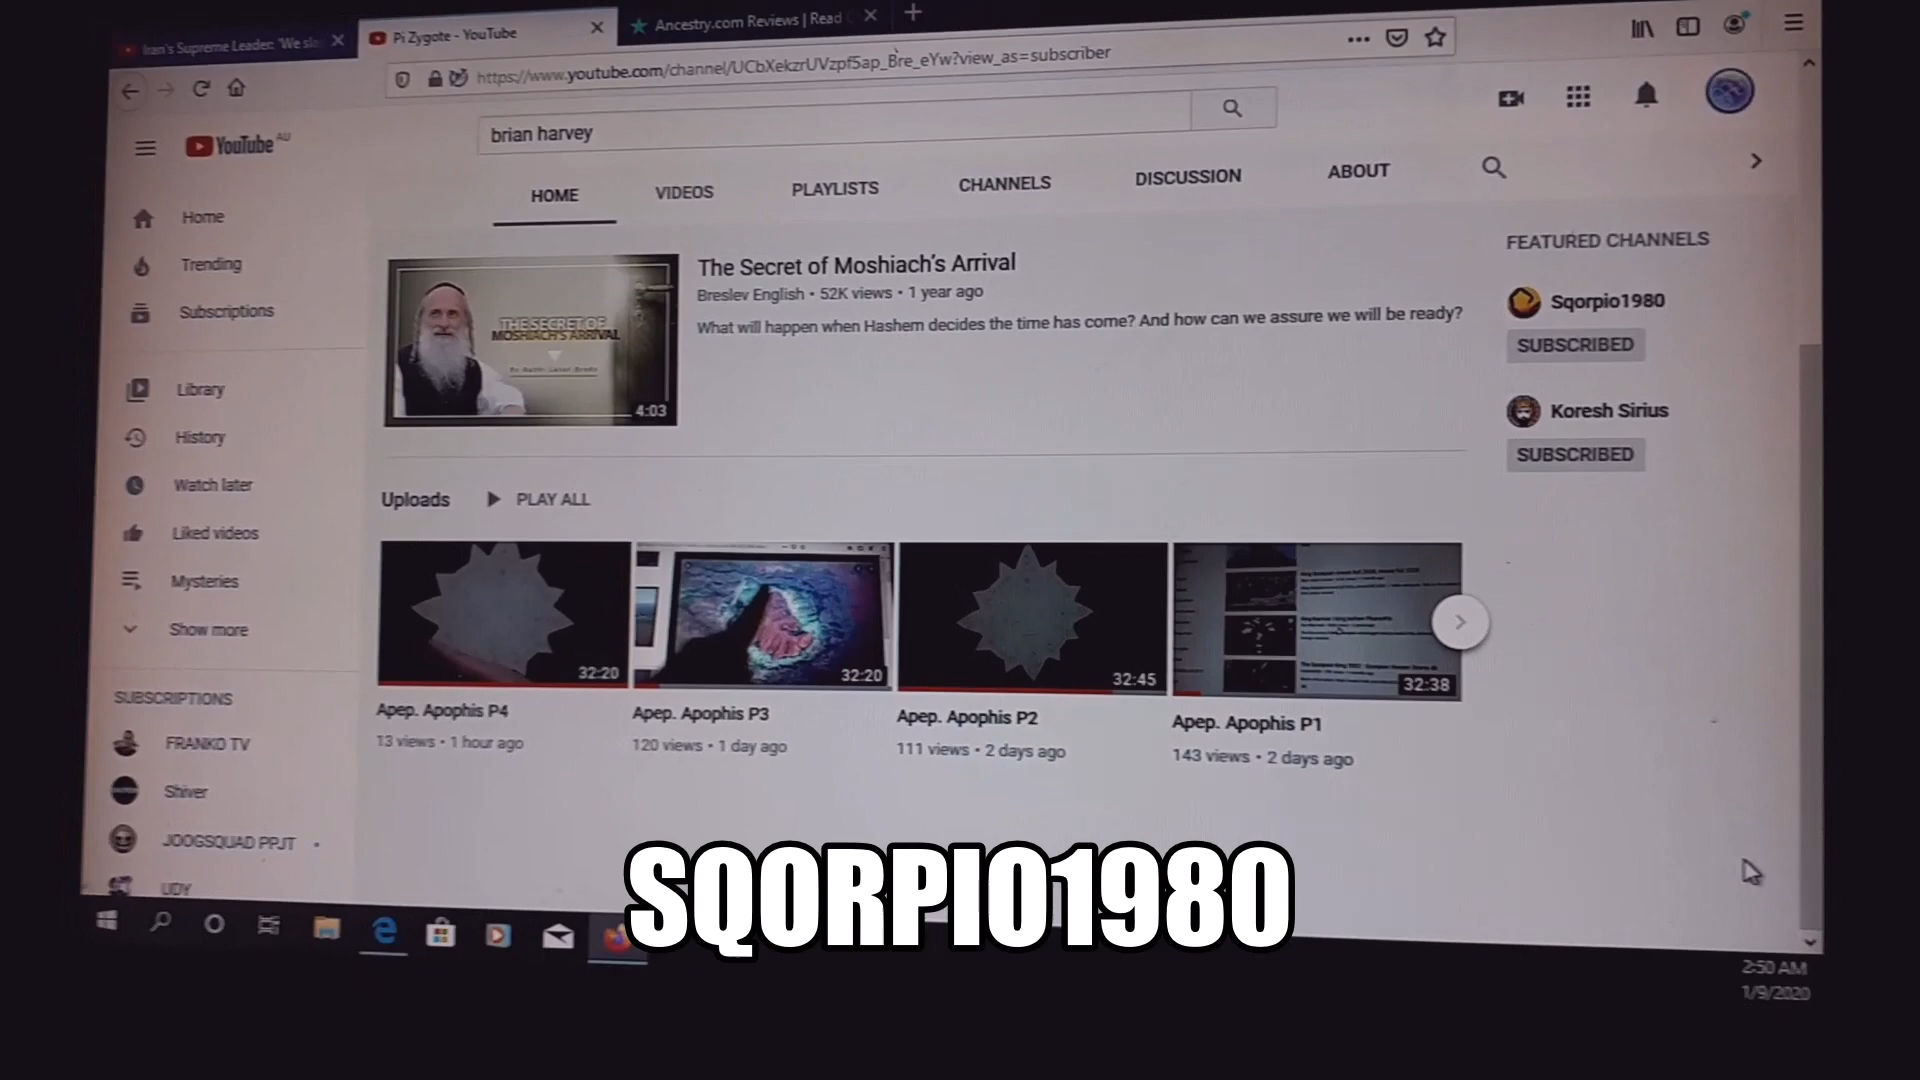 Iran's Supreme Leader: 'We sla
Pi Zygote - YouTube
Ancestry.com Reviews | Read
https://www.youtube.com/channel/UCbXekzrUVzpf5ap_Bre_eYw?view_as=subscriber
YouTube AU
brian harvey
HOME
VIDEOS
PLAYLISTS
CHANNELS
DISCUSSION
ABOUT
Home
Trending
Subscriptions
Library
History
Watch later
Liked videos
Mysteries
Show more
SUBSCRIPTIONS
FRANKO TV
Shiver
JOOGSQUAD PPJT
UDY
THE SECRET OF
MOSHIACH'S ARRIVAL
4:03
The Secret of Moshiach's Arrival
Breslev English • 52K views • 1 year ago
What will happen when Hashem decides the time has come? And how can we assure we will be ready?
FEATURED CHANNELS
Sqorpio1980
SUBSCRIBED
Koresh Sirius
SUBSCRIBED
Uploads
PLAY ALL
32:20
32:20
32:45
32:38
Apep. Apophis P4
13 views • 1 hour ago
Apep. Apophis P3
120 views • 1 day ago
Apep. Apophis P2
111 views • 2 days ago
Apep. Apophis P1
143 views • 2 days ago
SQORPIO1980
2:50 AM
1/9/2020